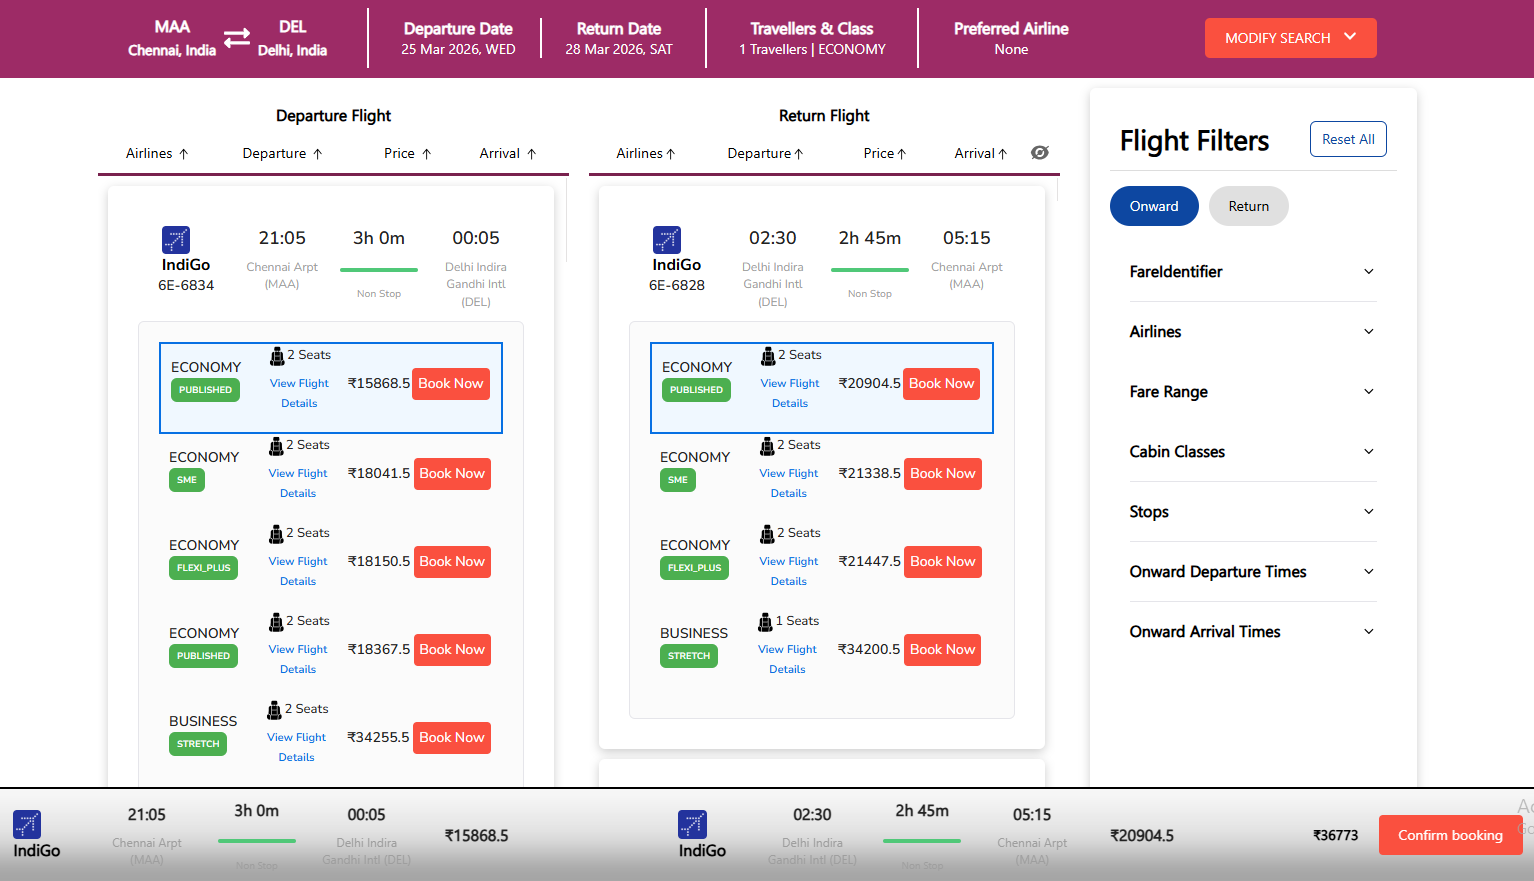 MAA
Chennai, India
DEL
Delhi, India
Departure Date
25 Mar 2026, WED
Return Date
28 Mar 2026, SAT
Travellers & Class
1 Travellers | ECONOMY
Preferred Airline
None
MODIFY SEARCH
Departure Flight
Airlines ↑ Departure ↑ Price ↑ Arrival ↑
IndiGo
6E-6834
21:05
Chennai Arpt
(MAA)
3h 0m
Non Stop
00:05
Delhi Indira
Gandhi Intl
(DEL)
ECONOMY
PUBLISHED
2 Seats
View Flight
Details
₹15868.5
Book Now
ECONOMY
SME
2 Seats
View Flight
Details
₹18041.5
Book Now
ECONOMY
FLEXI_PLUS
2 Seats
View Flight
Details
₹18150.5
Book Now
ECONOMY
PUBLISHED
2 Seats
View Flight
Details
₹18367.5
Book Now
BUSINESS
STRETCH
2 Seats
View Flight
Details
₹34255.5
Book Now
Return Flight
Airlines ↑ Departure ↑ Price ↑ Arrival ↑
IndiGo
6E-6828
02:30
Delhi Indira
Gandhi Intl
(DEL)
2h 45m
Non Stop
05:15
Chennai Arpt
(MAA)
ECONOMY
PUBLISHED
2 Seats
View Flight
Details
₹20904.5
Book Now
ECONOMY
SME
2 Seats
View Flight
Details
₹21338.5
Book Now
ECONOMY
FLEXI_PLUS
2 Seats
View Flight
Details
₹21447.5
Book Now
BUSINESS
STRETCH
1 Seats
View Flight
Details
₹34200.5
Book Now
Flight Filters
Reset All
Onward
Return
FareIdentifier
Airlines
Fare Range
Cabin Classes
Stops
Onward Departure Times
Onward Arrival Times
IndiGo
21:05
Chennai Arpt
(MAA)
3h 0m
Non Stop
00:05
Delhi Indira
Gandhi Intl (DEL)
₹15868.5
IndiGo
02:30
Delhi Indira
Gandhi Intl (DEL)
2h 45m
Non Stop
05:15
Chennai Arpt
(MAA)
₹20904.5
₹36773
Confirm booking